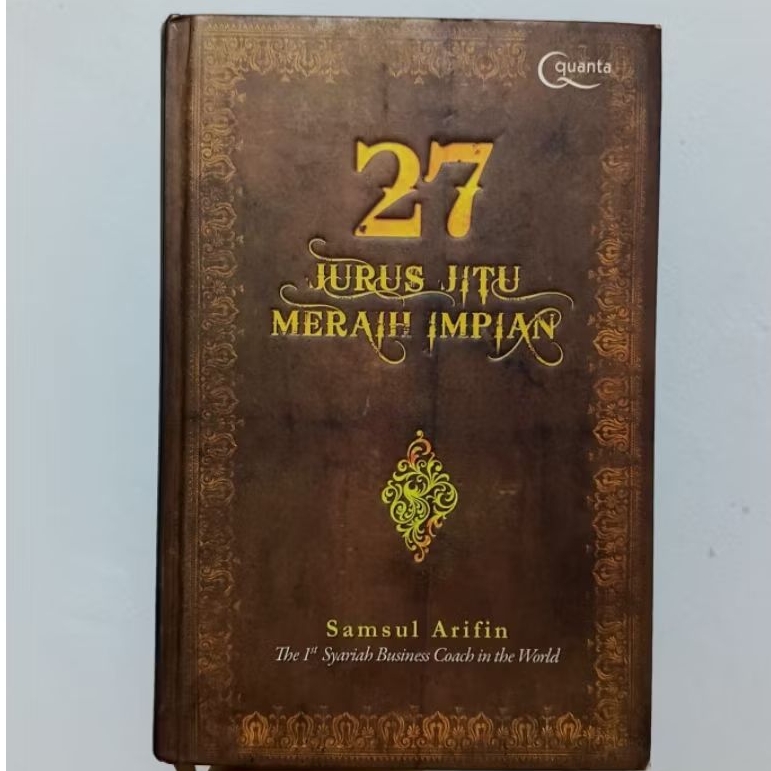 quanta
27
JURUS JITU
MERAIH IMPIAN
Samsul Arifin
The 1st Syariah Business Coach in the World